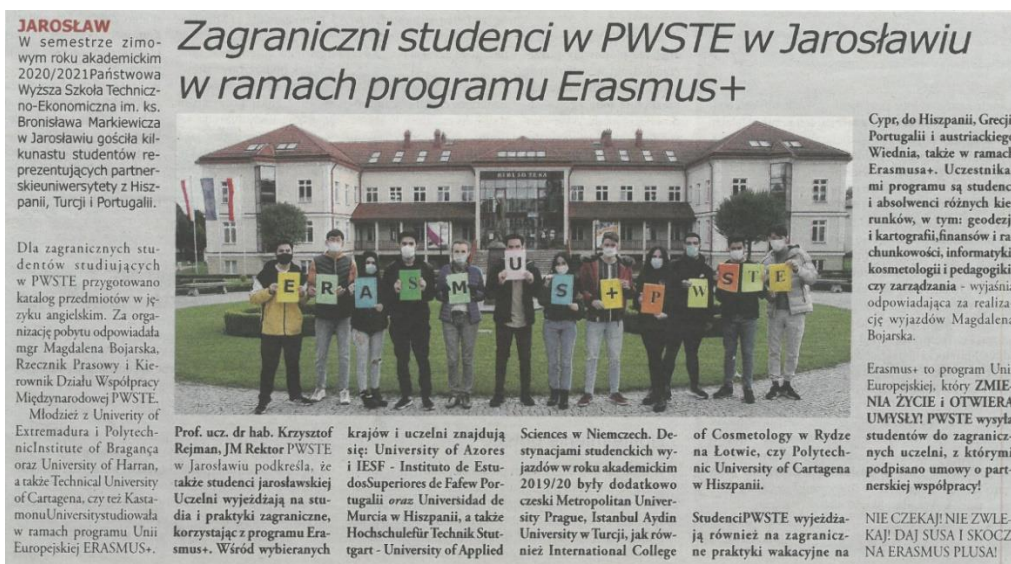 JAROSŁAW
W semestrze zimo-
wym roku akademickim
2020/2021Państwowa
Wyższa Szkoła Technicz-
no-Ekonomiczna im. ks.
Bronisława Markiewicza
w Jarosławiu gościła kil-
kunastu studentów re-
prezentujących partner-
skieuniwersytety z Hisz-
panii, Turcji i Portugalii.
Dla zagranicznych stu-
dentów studiujących
w PWSTE przygotowano
katalog przedmiotów w ję-
zyku angielskim. Za orga-
nizację pobytu odpowiadała
mgr Magdalena Bojarska,
Rzecznik Prasowy i Kie-
rownik Działu Współpracy
Międzynarodowej PWSTE.
Młodzież z Univerity of
Extremadura i Polytech-
nicInstitute of Bragança
oraz University of Harran,
a także Technical University
of Cartagena, czy też Kasta-
monuUniversitystudiowała
w ramach programu Unii
Europejskiej ERASMUS+.
Zagraniczni studenci w PWSTE w Jarosławiu
w ramach programu Erasmus+
BIBLIOTEKA
ERASMUS+PWSTE
Prof. ucz. dr hab. Krzysztof
Rejman, JM Rektor PWSTE
w Jarosławiu podkreśla, że
także studenci jarosławskiej
Uczelni wyjeżdżają na stu-
dia i praktyki zagraniczne,
korzystając z programu Era-
smus+. Wśród wybieranych
krajów i uczelni znajdują
się: University of Azores
i IESF - Instituto de Estu-
dosSuperiores de Fafew Por-
tugalii oraz Universidad de
Murcia w Hiszpanii, a także
Hochschulefür Technik Stut-
tgart - University of Applied
Sciences w Niemczech. De-
stynacjami studenckich wy-
jazdów w roku akademickim
2019/20 były dodatkowo
czeski Metropolitan Univer-
sity Prague, Istanbul Aydin
University w Turcji, jak rów-
nież International College
of Cosmetology w Rydze
na Łotwie, czy Polytech-
nic University of Cartagena
w Hiszpanii.
StudenciPWSTE wyjeżdża-
ją również na zagranicz-
ne praktyki wakacyjne na
Cypr, do Hiszpanii, Grecji
Portugalii i austriackiego
Wiednia, także w ramach
Erasmusa+. Uczestnika
mi programu są studenc
i absolwenci różnych kie
runków, w tym: geodezj
i kartografii,finansów i ra
chunkowości, informatyki
kosmetologii i pedagogiki
czy zarządzania - wyjaśnia
odpowiadająca za realiza
cję wyjazdów Magdalena
Bojarska.
Erasmus+ to program Uni
Europejskiej, który ZMIE-
NIA ŻYCIE i OTWIERA
UMYSŁY! PWSTE wysyła
studentów do zagranicz-
nych uczelni, z którymi
podpisano umowy o part-
nerskiej współpracy!
NIE CZEKAJ! NIE ZWLE-
KAJ! DAJ SUSA I SKOCZ
NA ERASMUS PLUSA!